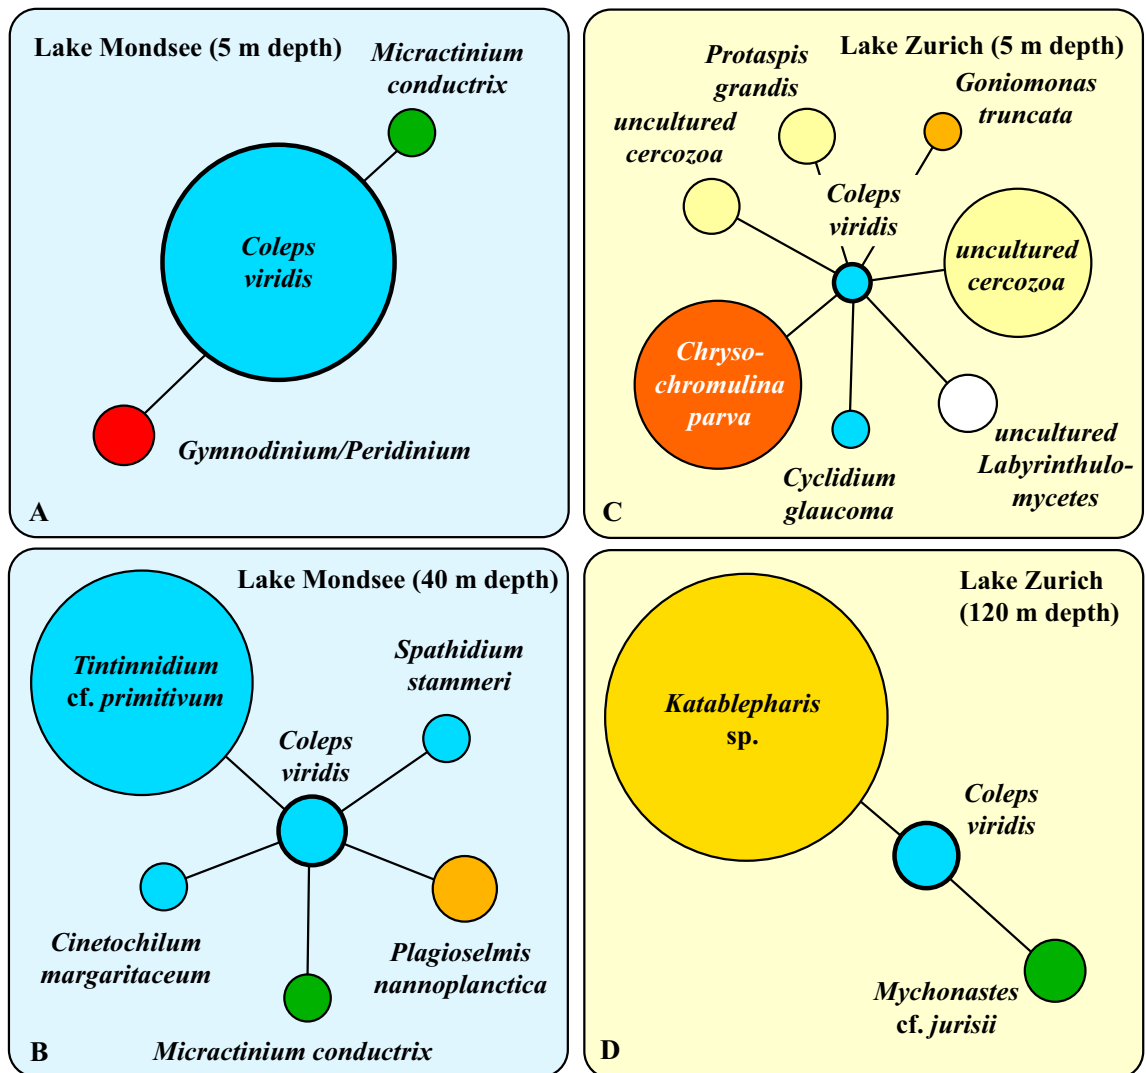 Lake Mondsee (5 m depth)
Micractinium
conductrix
Coleps
viridis
Gymnodinium/Peridinium
A
Lake Zurich (5 m depth)
Protaspis
grandis
Goniomonas
truncata
uncultured
cercozoa
Coleps
viridis
uncultured
cercozoa
Chryso-
chromulina
parva
uncultured
Labyrinthulo-
mycetes
Cyclidium
glaucoma
C
Lake Mondsee (40 m depth)
Tintinnidium
cf. primitivum
Spathidium
stammeri
Coleps
viridis
Cinetochilum
margaritaceum
Plagioselmis
nannoplanctica
Micractinium conductrix
B
Lake Zurich
(120 m depth)
Katablepharis
sp.
Coleps
viridis
Mychonastes
cf. jurisii
D